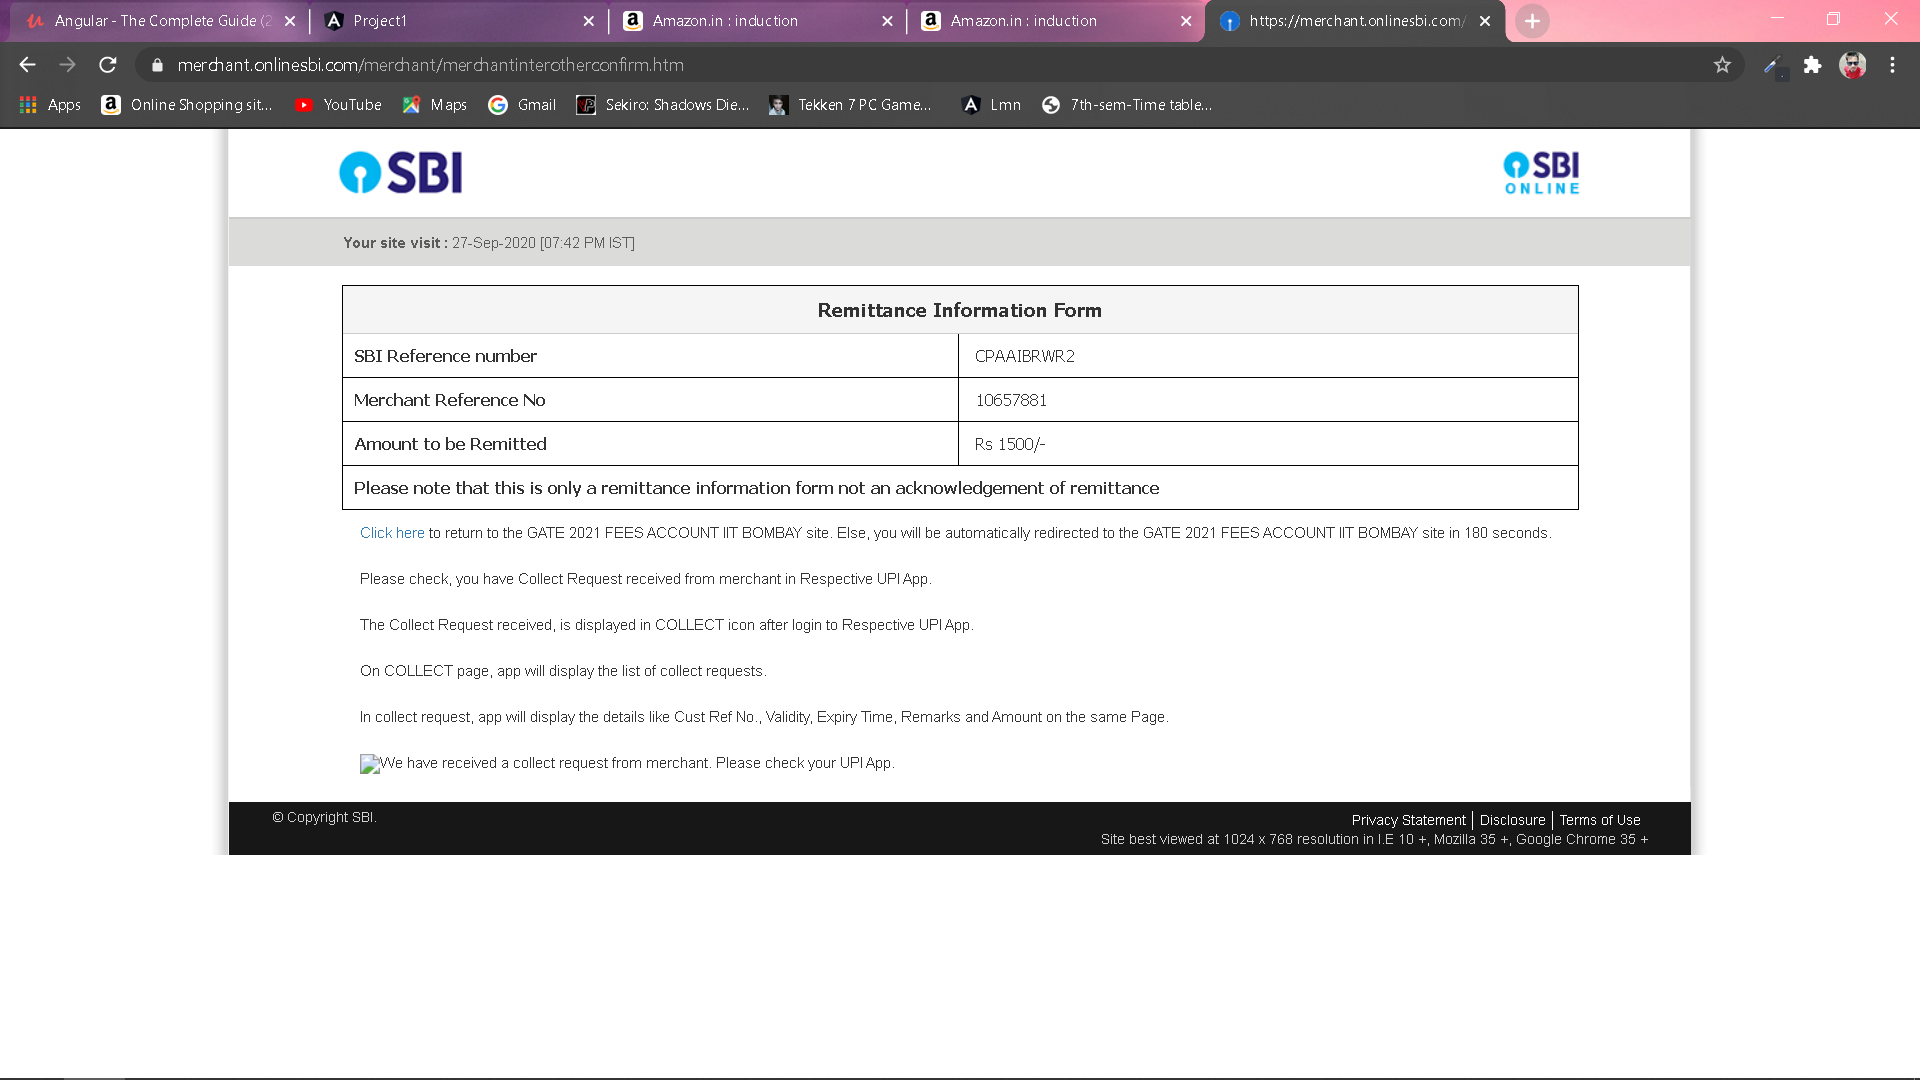 Angular - The Complete Guide (2
Project1
Amazon.in : induction
Amazon.in : induction
https://merchant.onlinesbi.com/
merchant.onlinesbi.com/merchant/merchantinterotherconfirm.htm
Apps
Online Shopping sit...
YouTube
Maps
Gmail
Sekiro: Shadows Die...
Tekken 7 PC Game...
Lmn
7th-sem-Time table...
SBI
SBI
ONLINE
Your site visit : 27-Sep-2020 [07:42 PM IST]
Remittance Information Form
SBI Reference number CPAAIBRWR2
Merchant Reference No 10657881
Amount to be Remitted Rs 1500/-
Please note that this is only a remittance information form not an acknowledgement of remittance
Click here to return to the GATE 2021 FEES ACCOUNT IIT BOMBAY site. Else, you will be automatically redirected to the GATE 2021 FEES ACCOUNT IIT BOMBAY site in 180 seconds.
Please check, you have Collect Request received from merchant in Respective UPI App.
The Collect Request received, is displayed in COLLECT icon after login to Respective UPI App.
On COLLECT page, app will display the list of collect requests.
In collect request, app will display the details like Cust Ref No., Validity, Expiry Time, Remarks and Amount on the same Page.
We have received a collect request from merchant. Please check your UPI App.
© Copyright SBI.
Privacy Statement | Disclosure | Terms of Use
Site best viewed at 1024 x 768 resolution in I.E 10 +, Mozilla 35 +, Google Chrome 35 +